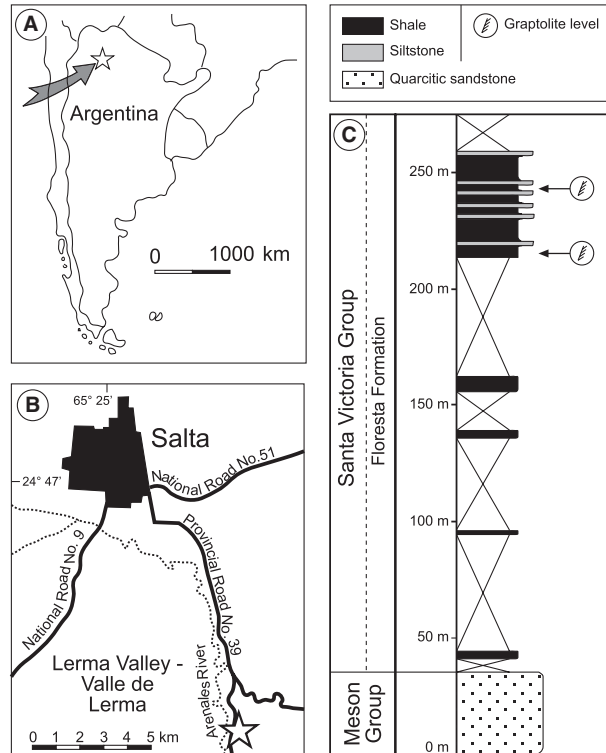 A
Argentina
0 1000 km
B
65° 25'
Salta
24° 47'
National Road No.51
National Road No. 9
Provincial Road No. 39
Lerma Valley -
Valle de
Lerma
Arenales River
0 1 2 3 4 5 km
Shale
Siltstone
Quarcitic sandstone
Graptolite level
C
250 m
200 m
150 m
100 m
50 m
0 m
Santa Victoria Group
Floresta Formation
Meson
Group